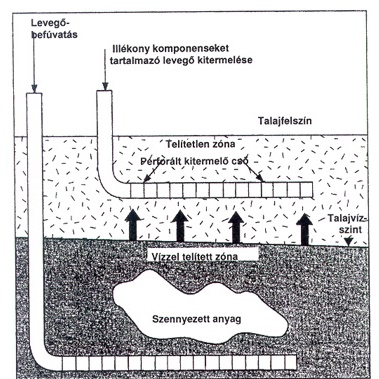 Levegő-
befúvatás
Illékony komponenseket
tartalmazó levegő kitermelése
Talajfelszín
Telítetlen zóna
Perforált kitermelő cső
Talajvíz-
szint
Vízzel telített zóna
Szennyezett anyag